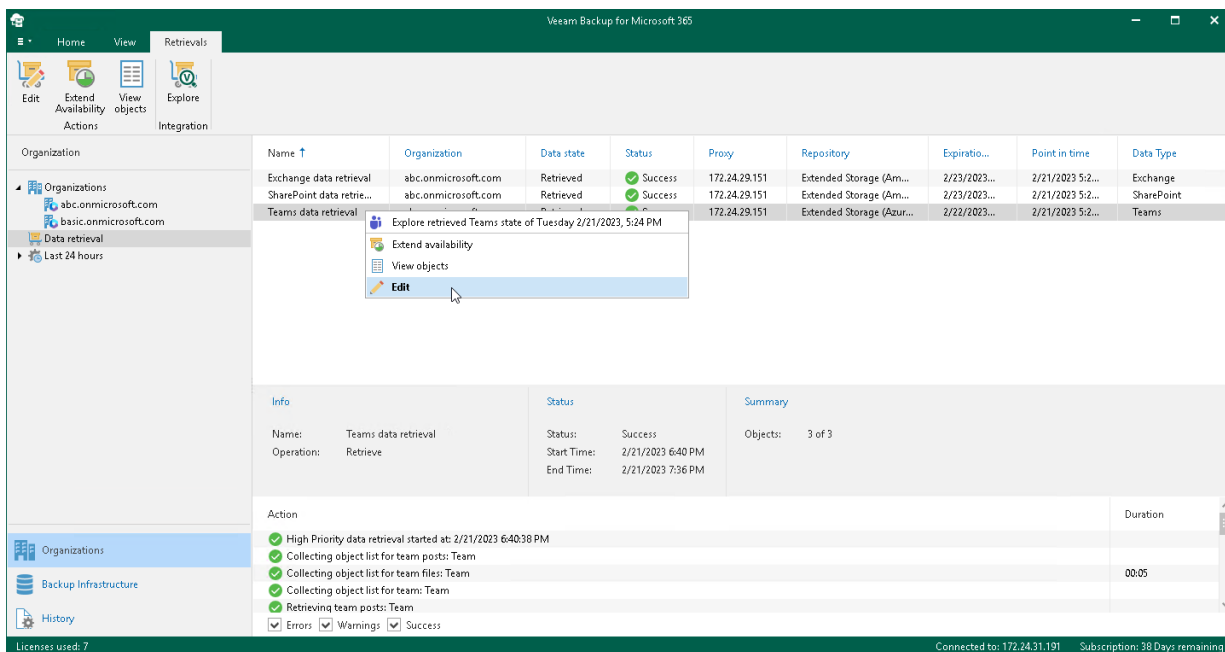 Veeam Backup for Microsoft 365
Home View Retrievals
Edit Extend Availability View objects Explore
Actions Integration
Organization
Organizations
abc.onmicrosoft.com
basic.onmicrosoft.com
Data retrieval
Last 24 hours
Name ↑ Organization Data state Status Proxy Repository Expiratio... Point in time Data Type
Exchange data retrieval abc.onmicrosoft.com Retrieved Success 172.24.29.151 Extended Storage (Am... 2/23/2023... 2/21/2023 5:2... Exchange
SharePoint data retrie... abc.onmicrosoft.com Retrieved Success 172.24.29.151 Extended Storage (Am... 2/23/2023... 2/21/2023 5:2... SharePoint
Teams data retrieval 172.24.29.151 Extended Storage (Azur... 2/22/2023... 2/21/2023 5:2... Teams
Explore retrieved Teams state of Tuesday 2/21/2023, 5:24 PM
Extend availability
View objects
Edit
Info Status Summary
Name: Teams data retrieval Status: Success Objects: 3 of 3
Operation: Retrieve Start Time: 2/21/2023 6:40 PM
End Time: 2/21/2023 7:36 PM
Action Duration
High Priority data retrieval started at: 2/21/2023 6:40:38 PM
Collecting object list for team posts: Team
Collecting object list for team files: Team 00:05
Collecting object list for team: Team
Retrieving team posts: Team
Errors Warnings Success
Organizations
Backup Infrastructure
History
Licenses used: 7 Connected to: 172.24.31.191 Subscription: 38 Days remaining